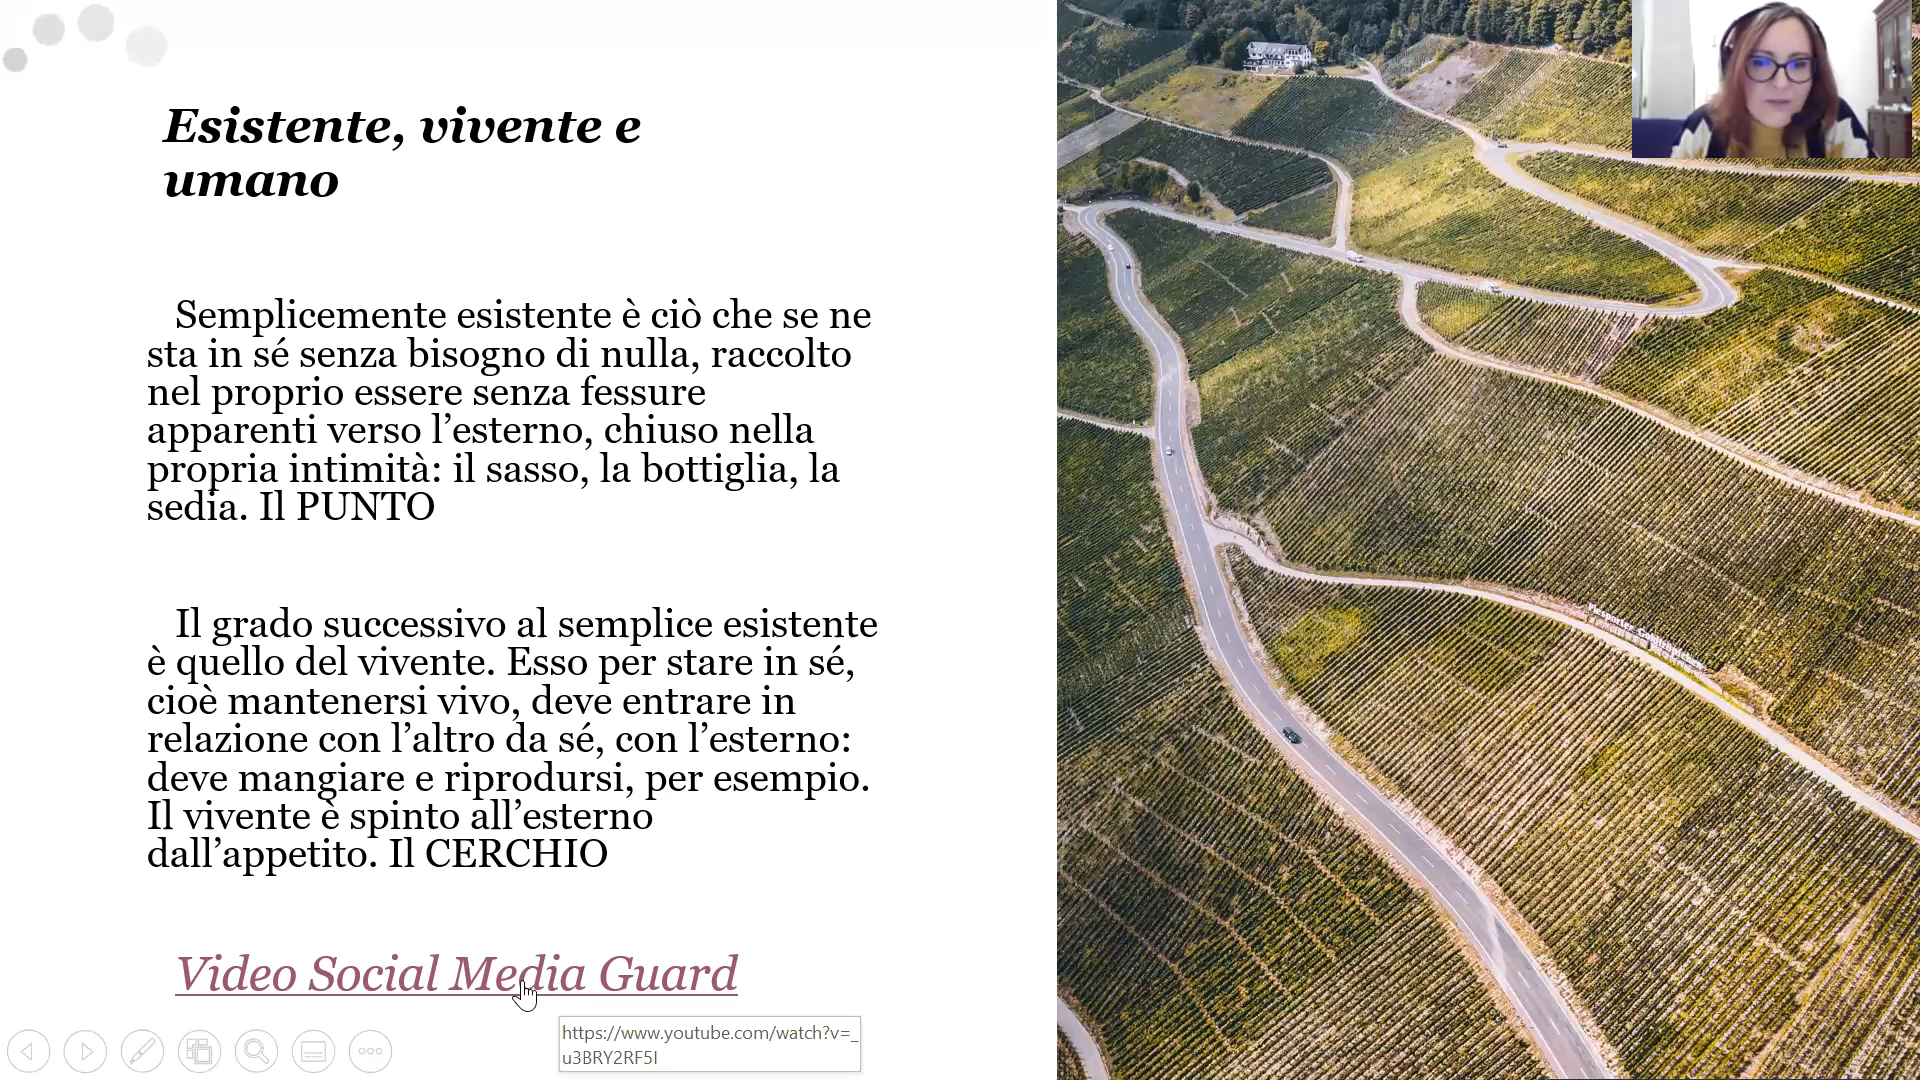 Esistente, vivente e
umano
Semplicemente esistente è ciò che se ne
sta in sé senza bisogno di nulla, raccolto
nel proprio essere senza fessure
apparenti verso l’esterno, chiuso nella
propria intimità: il sasso, la bottiglia, la
sedia. Il PUNTO
Il grado successivo al semplice esistente
è quello del vivente. Esso per stare in sé,
cioè mantenersi vivo, deve entrare in
relazione con l’altro da sé, con l’esterno:
deve mangiare e riprodursi, per esempio.
Il vivente è spinto all’esterno
dall’appetito. Il CERCHIO
Video Social Media Guard
https://www.youtube.com/watch?v=_
u3BRY2RF5I